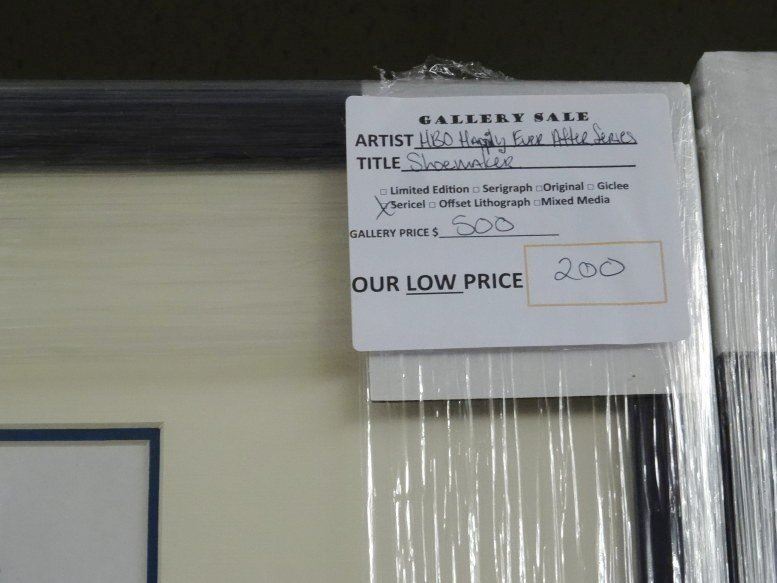 GALLERY SALE
ARTIST HBO Happily Ever After Series
TITLE Shoemaker
□ Limited Edition □ Serigraph □Original □ Giclee
☒Sericel □ Offset Lithograph □Mixed Media
GALLERY PRICE $ 500
OUR LOW PRICE 200